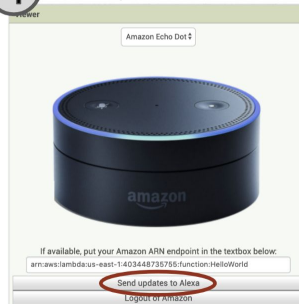 Viewer
Amazon Echo Dot
amazon
If available, put your Amazon ARN endpoint in the textbox below:
arn:aws:lambda:us-east-1:403448735755:function:HelloWorld
Send updates to Alexa
Logout of Amazon